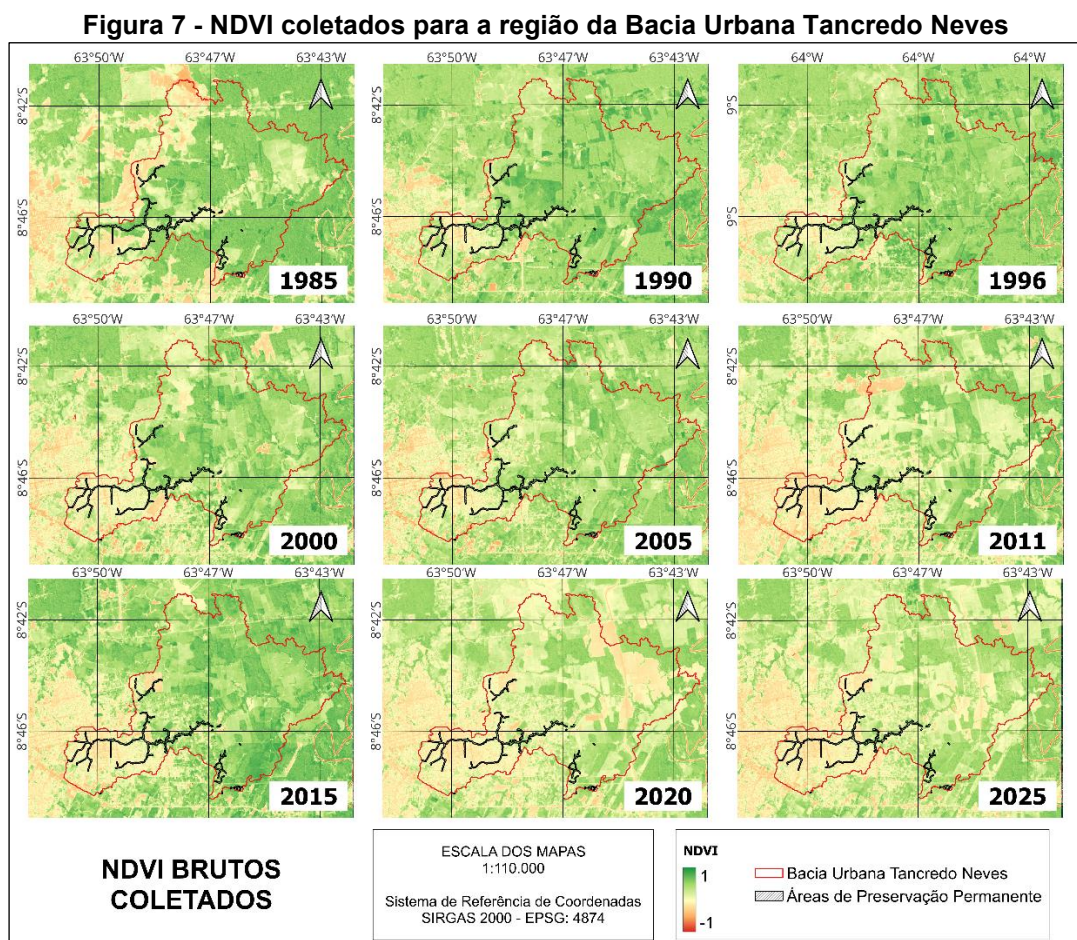 Figura 7 - NDVI coletados para a região da Bacia Urbana Tancredo Neves
63°50'W 63°47'W 63°43'W
63°50'W 63°47'W 63°43'W
64°W 64°W 64°W
8°42'S
8°46'S
1985
8°42'S
8°46'S
1990
9°S
9°S
1996
63°50'W 63°47'W 63°43'W
63°50'W 63°47'W 63°43'W
63°50'W 63°47'W 63°43'W
8°42'S
8°46'S
2000
8°42'S
8°46'S
2005
8°42'S
8°46'S
2011
63°50'W 63°47'W 63°43'W
63°50'W 63°47'W 63°43'W
63°50'W 63°47'W 63°43'W
8°42'S
8°46'S
2015
8°42'S
8°46'S
2020
8°42'S
8°46'S
2025
NDVI BRUTOS
COLETADOS
ESCALA DOS MAPAS
1:110.000
Sistema de Referência de Coordenadas
SIRGAS 2000 - EPSG: 4874
NDVI
1
-1
Bacia Urbana Tancredo Neves
Áreas de Preservação Permanente